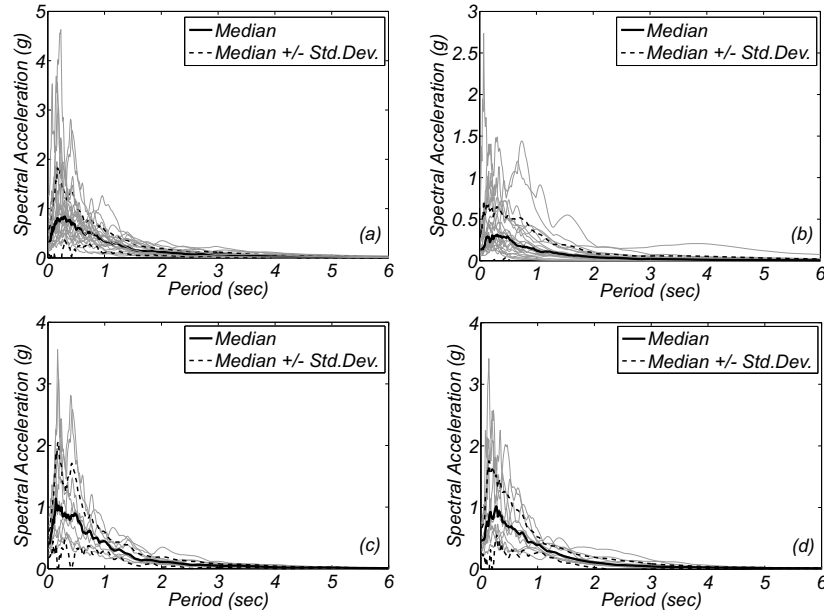 5
4
3
2
1
0
0 1 2 3 4 5 6
Spectral Acceleration (g)
Period (sec)
Median
Median +/- Std.Dev.
(a)
3
2.5
2
1.5
1
0.5
0
0 1 2 3 4 5 6
Spectral Acceleration (g)
Period (sec)
Median
Median +/- Std.Dev.
(b)
4
3
2
1
0
0 1 2 3 4 5 6
Spectral Acceleration (g)
Period (sec)
Median
Median +/- Std.Dev.
(c)
4
3
2
1
0
0 1 2 3 4 5 6
Spectral Acceleration (g)
Period (sec)
Median
Median +/- Std.Dev.
(d)